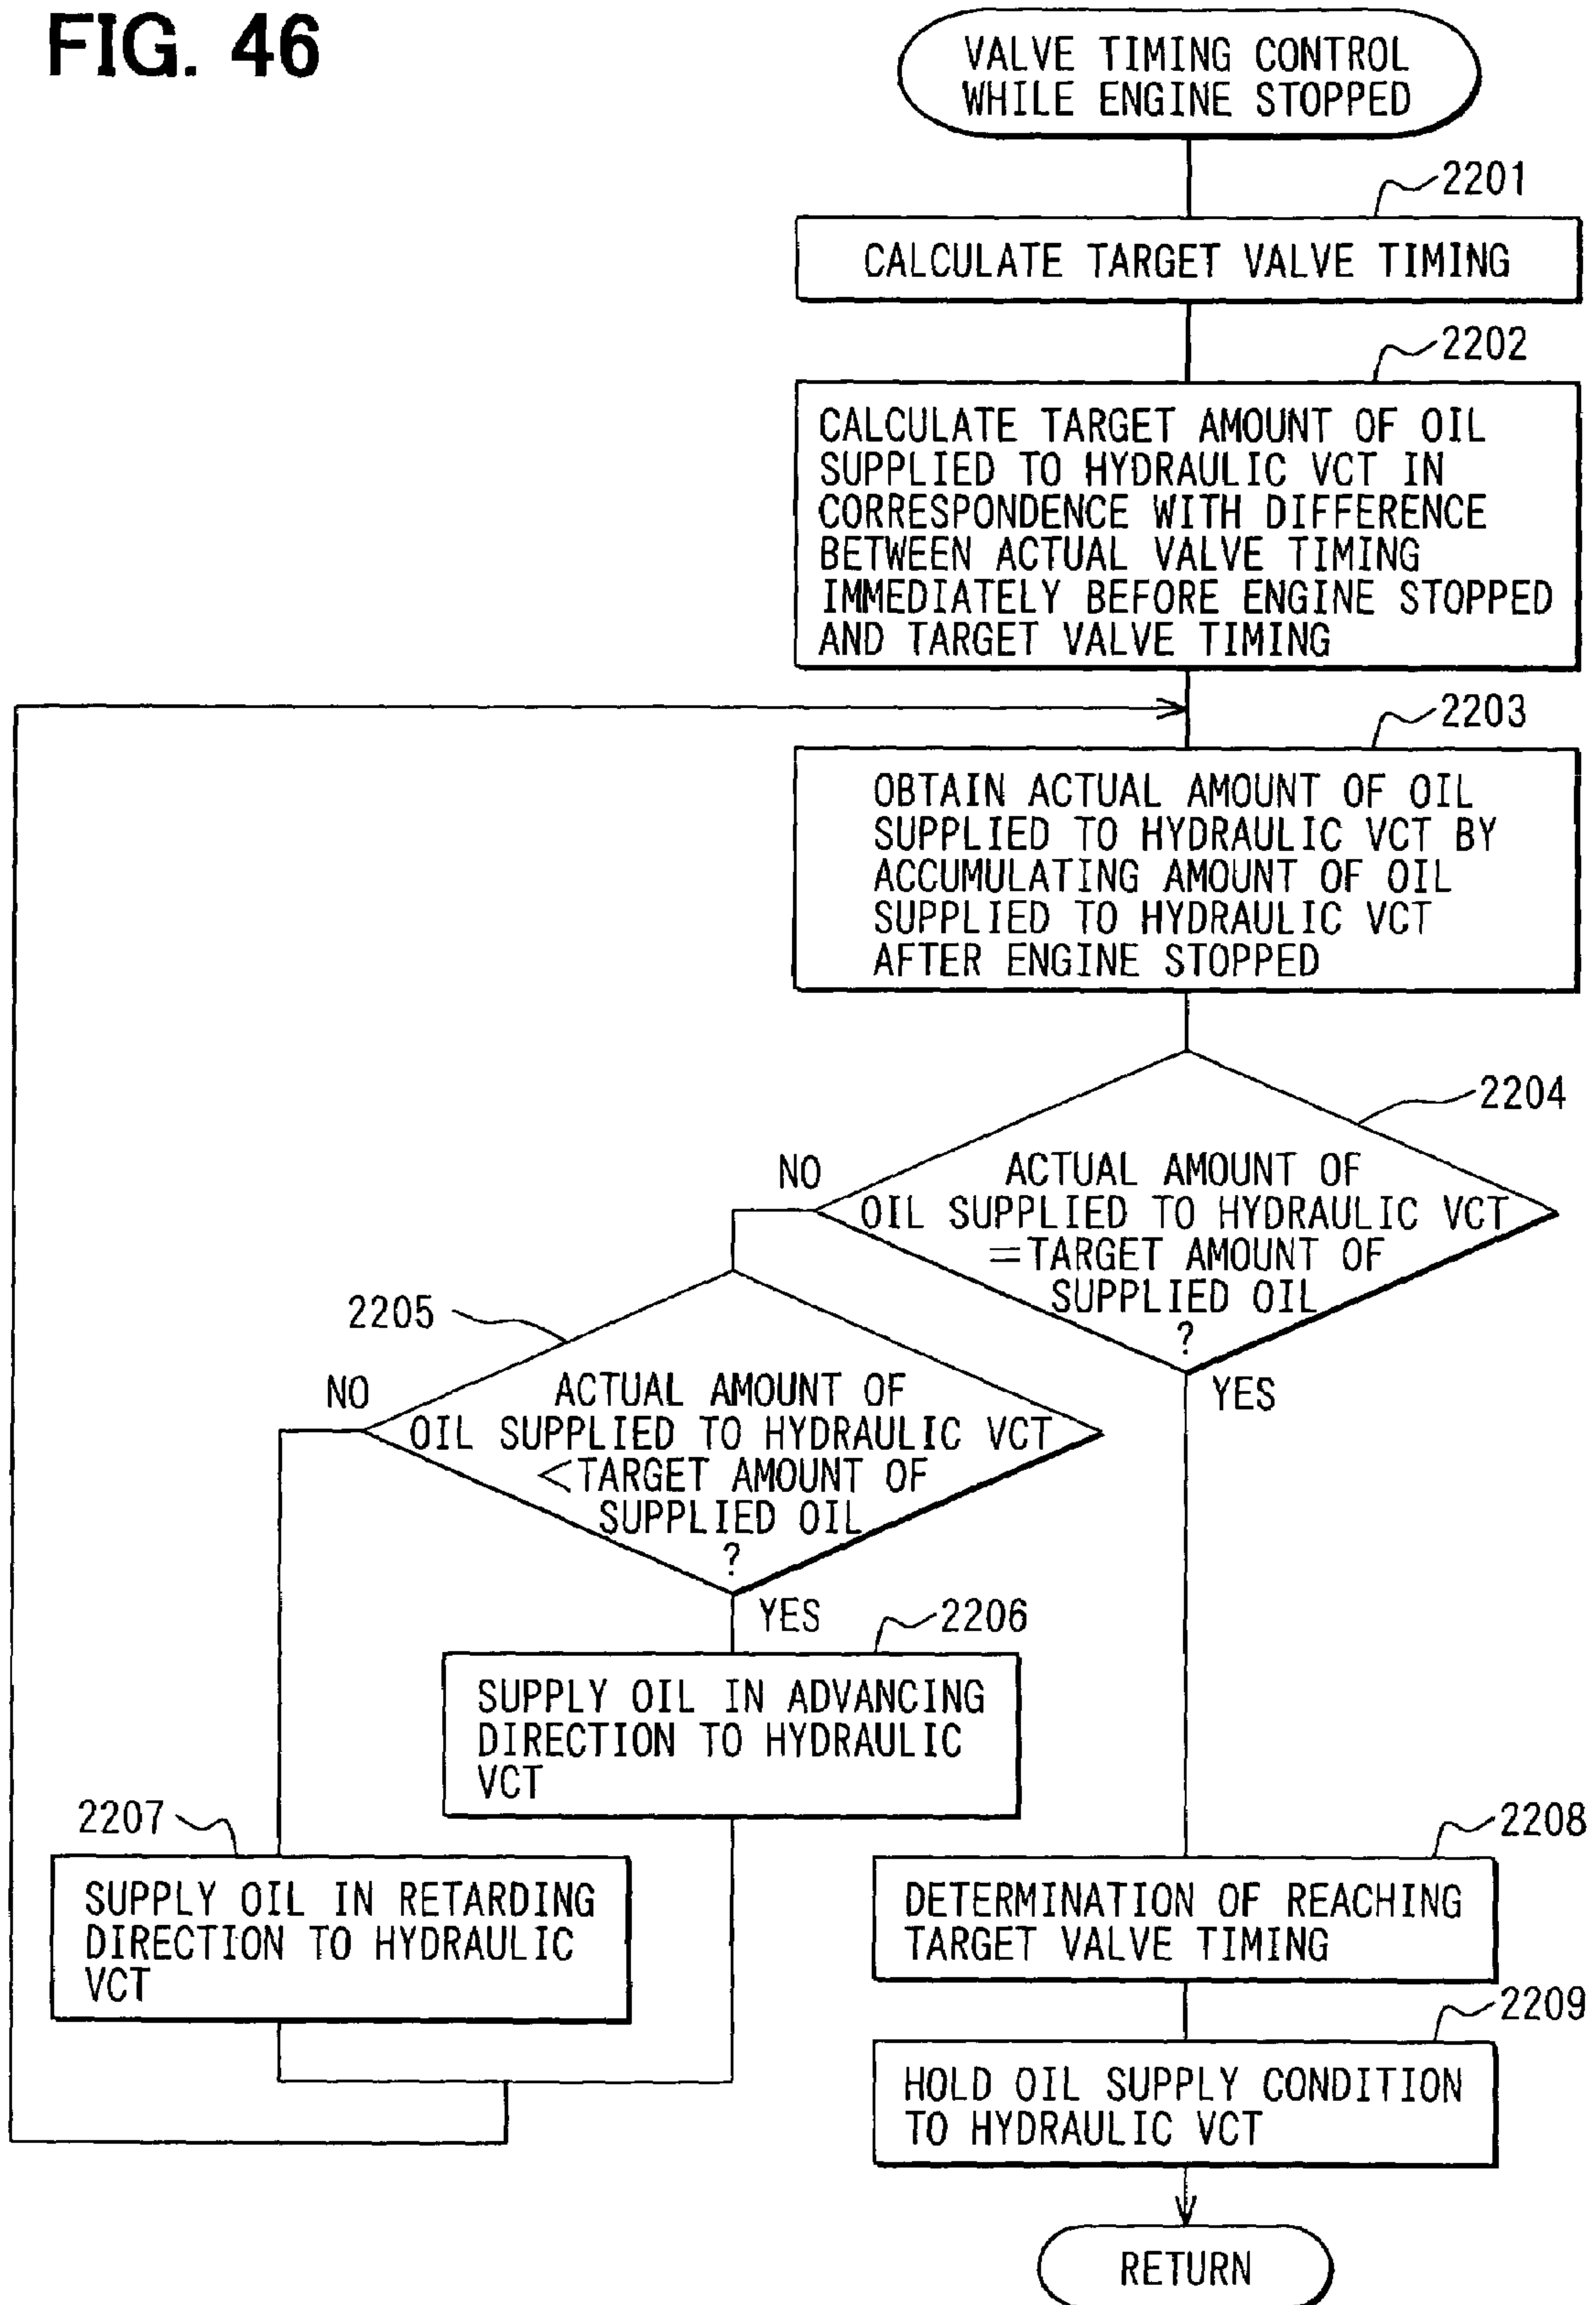 FIG. 46
VALVE TIMING CONTROL
WHILE ENGINE STOPPED
2201
CALCULATE TARGET VALVE TIMING
2202
CALCULATE TARGET AMOUNT OF OIL
SUPPLIED TO HYDRAULIC VCT IN
CORRESPONDENCE WITH DIFFERENCE
BETWEEN ACTUAL VALVE TIMING
IMMEDIATELY BEFORE ENGINE STOPPED
AND TARGET VALVE TIMING
2203
OBTAIN ACTUAL AMOUNT OF OIL
SUPPLIED TO HYDRAULIC VCT BY
ACCUMULATING AMOUNT OF OIL
SUPPLIED TO HYDRAULIC VCT
AFTER ENGINE STOPPED
2204
NO
ACTUAL AMOUNT OF
OIL SUPPLIED TO HYDRAULIC VCT
=TARGET AMOUNT OF
SUPPLIED OIL
?
YES
2205
NO
ACTUAL AMOUNT OF
OIL SUPPLIED TO HYDRAULIC VCT
<TARGET AMOUNT OF
SUPPLIED OIL
?
YES
2206
SUPPLY OIL IN ADVANCING
DIRECTION TO HYDRAULIC
VCT
2207
SUPPLY OIL IN RETARDING
DIRECTION TO HYDRAULIC
VCT
2208
DETERMINATION OF REACHING
TARGET VALVE TIMING
2209
HOLD OIL SUPPLY CONDITION
TO HYDRAULIC VCT
RETURN